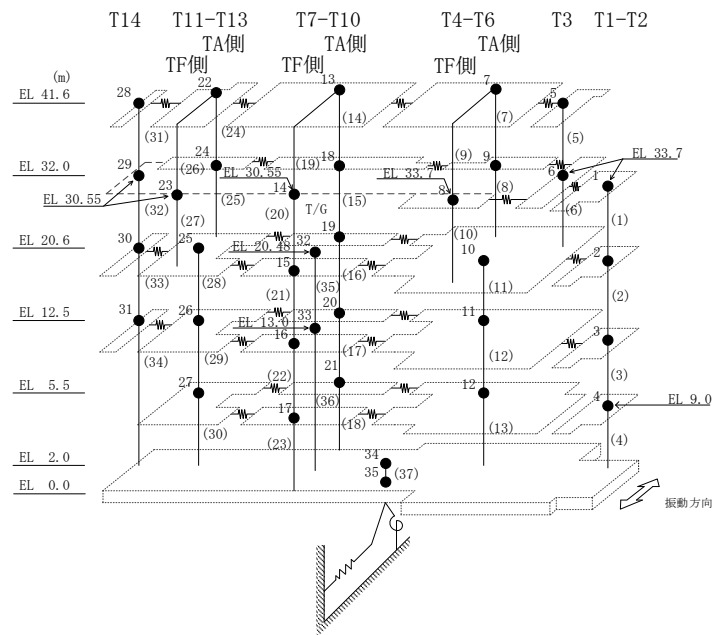 T14 T11−T13 T7−T10 T4−T6 T3 T1−T2
TA側 TA側 TA側
TF側 TF側 TF側
(m)
22 13 7
EL 41.6 28 5
(31) (24) (14) (7) (5)
EL 32.0 29 24 (26) (19) 18 (9) 9 6 1 EL 33.7
EL 30.55 EL 33.7
EL 30.55 (32) 23 (25) 14 (15) 8 (8) (6)
(27) (20) T/G (10) (1)
EL 20.6 30 25 EL 20.48 32 19 10 2
(33) (28) 15 (35) (16) (11) (2)
(21)
EL 12.5 31 26 EL 13.0 33 20 11 3
(34) (29) 16 (17) (12) (3)
EL 5.5 27 (22) 21 12 4 EL 9.0
(36)
(30) 17 (18) (13)
(23) (4)
EL 2.0 34
EL 0.0 35 (37)
振動方向